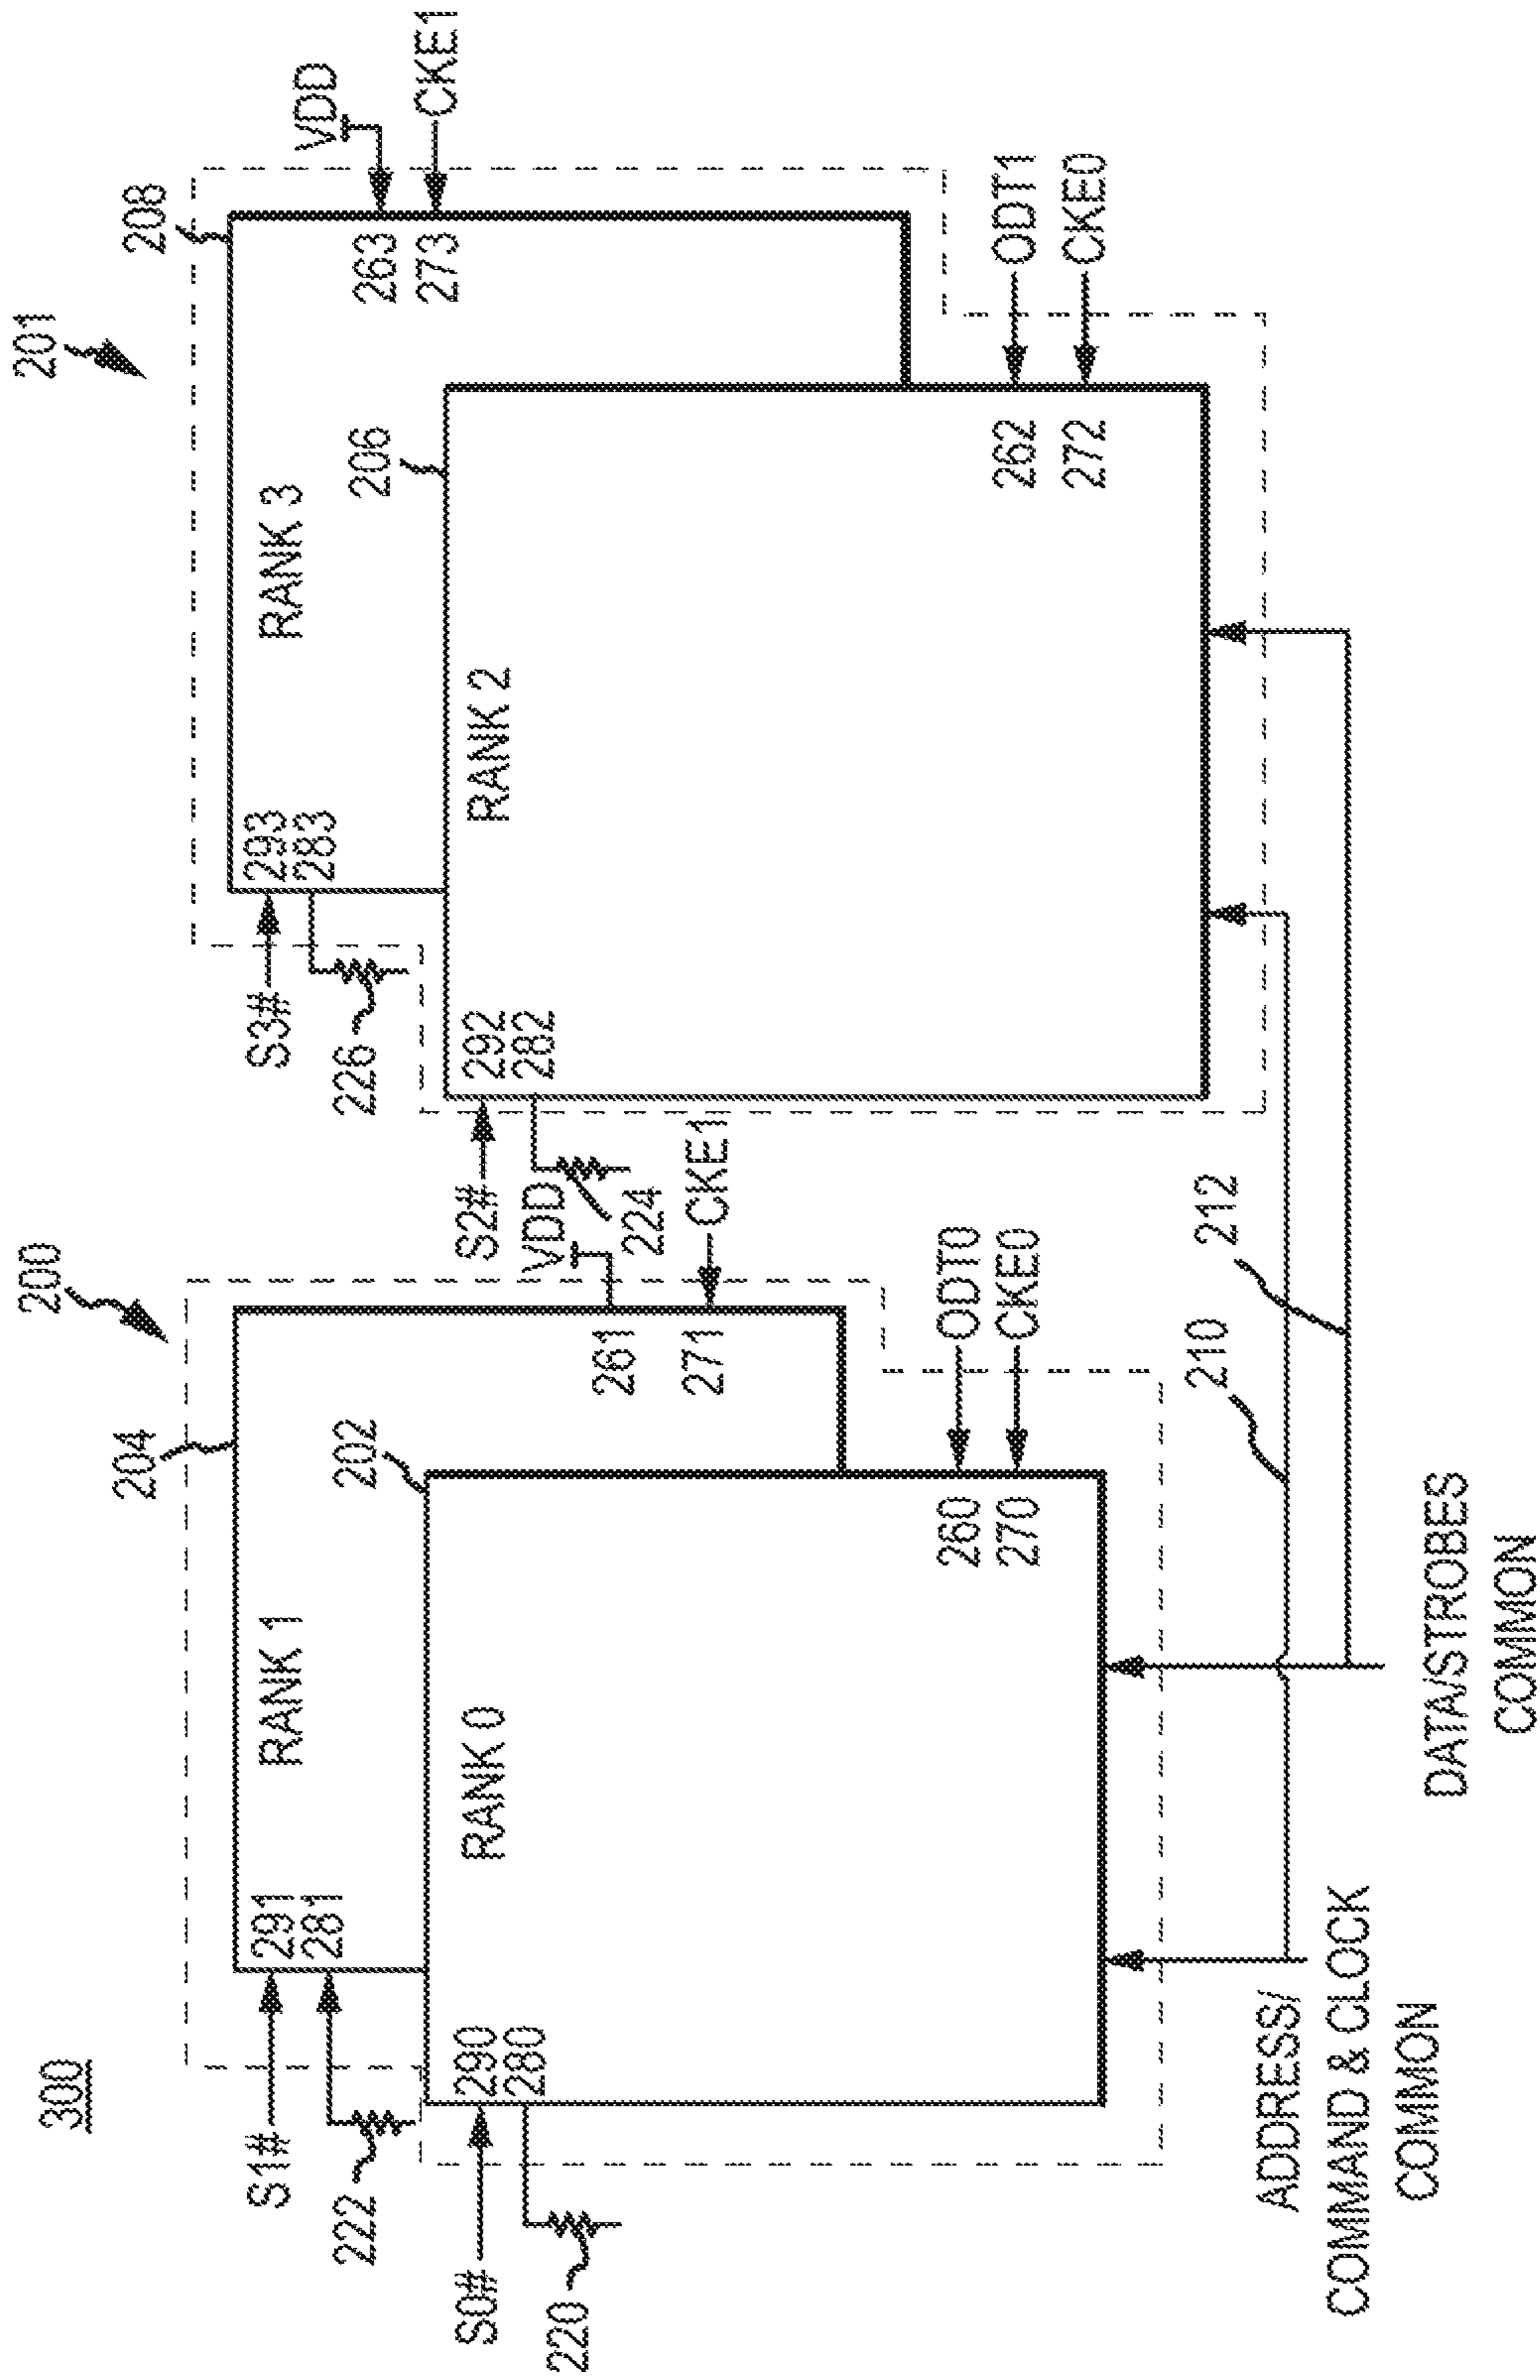 300
200
201
204
208
S1#
291
281
RANK 1
222
202
VDD
261
271
CKE1
S0#
290
280
RANK 0
220
260
270
ODT0
CKE0
S3#
293
283
RANK 3
226
206
VDD
263
273
CKE1
S2#
292
282
RANK 2
224
262
272
ODT1
CKE0
210
212
ADDRESS/
COMMAND & CLOCK
COMMON
DATA/STROBES
COMMON